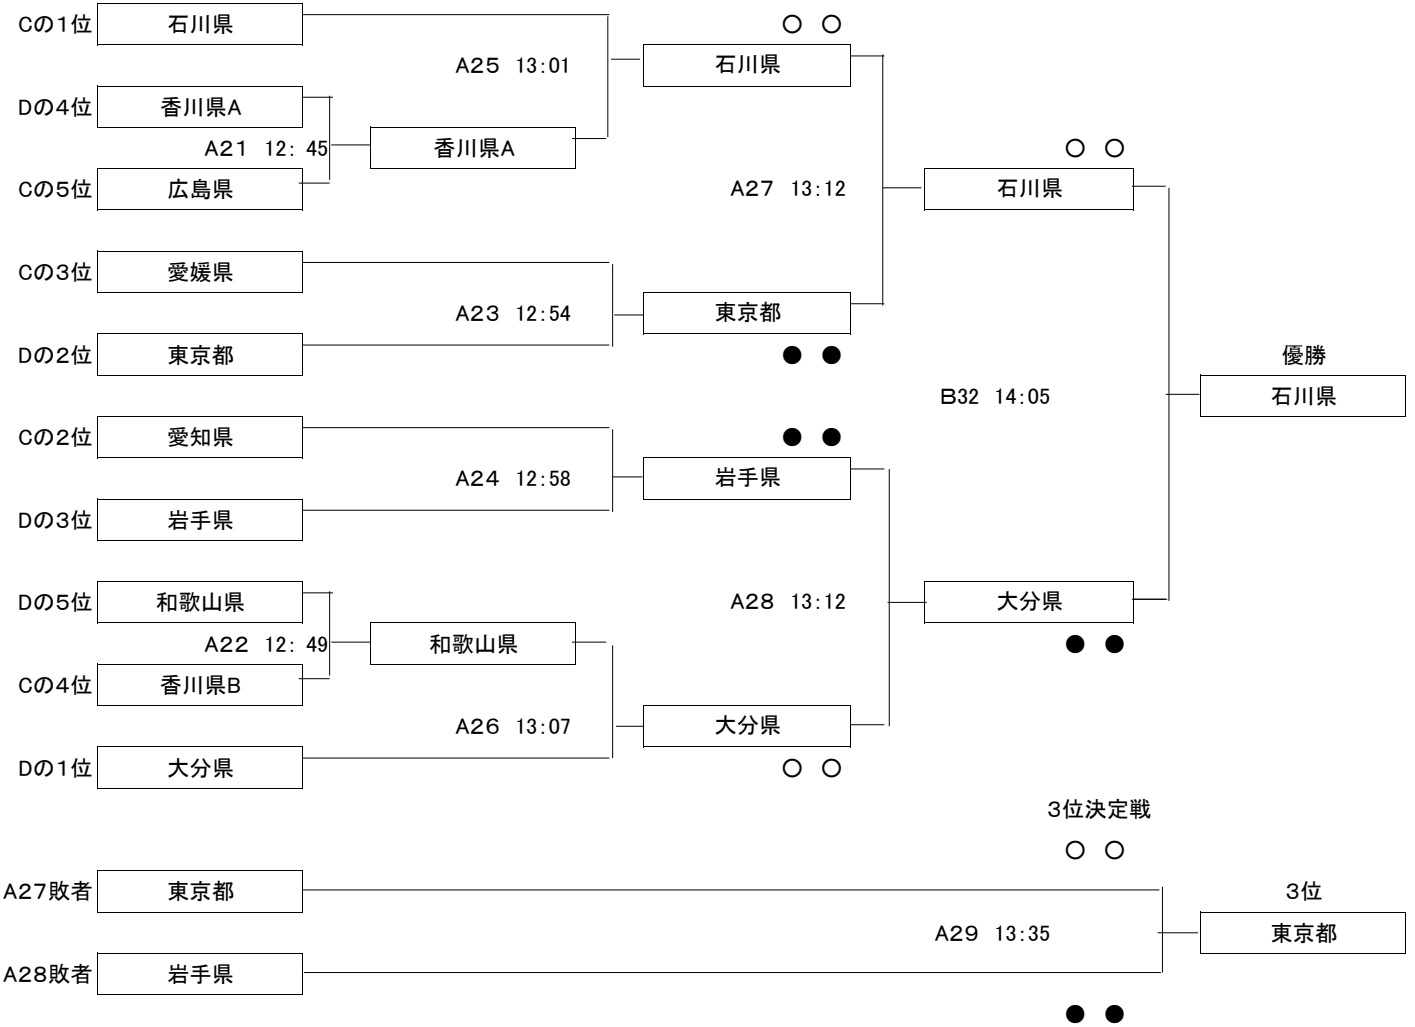 Cの1位 石川県 ○ ○
A25 13:01 石川県
Dの4位 香川県A
A21 12: 45 香川県A ○ ○
Cの5位 広島県 A27 13:12 石川県
Cの3位 愛媛県
A23 12:54 東京都
Dの2位 東京都 ● ● 優勝
B32 14:05 石川県
Cの2位 愛知県 ● ●
A24 12:58 岩手県
Dの3位 岩手県
Dの5位 和歌山県 A28 13:12 大分県
A22 12: 49 和歌山県 ● ●
Cの4位 香川県B
A26 13:07 大分県
Dの1位 大分県 ○ ○
3位決定戦
○ ○
A27敗者 東京都 3位
A29 13:35 東京都
A28敗者 岩手県
● ●